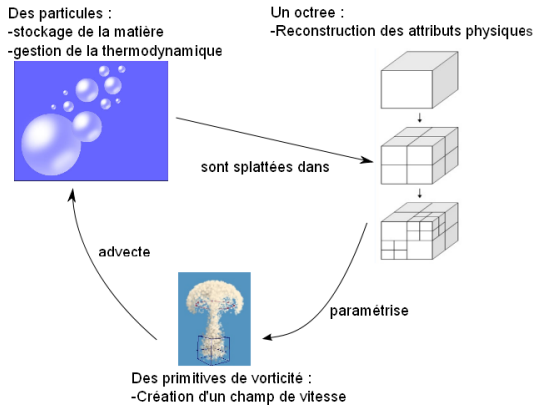 Des particules :
-stockage de la matière
-gestion de la thermodynamique
Un octree :
-Reconstruction des attributs physiques
sont splattées dans
advecte
paramétrise
Des primitives de vorticité :
-Création d'un champ de vitesse